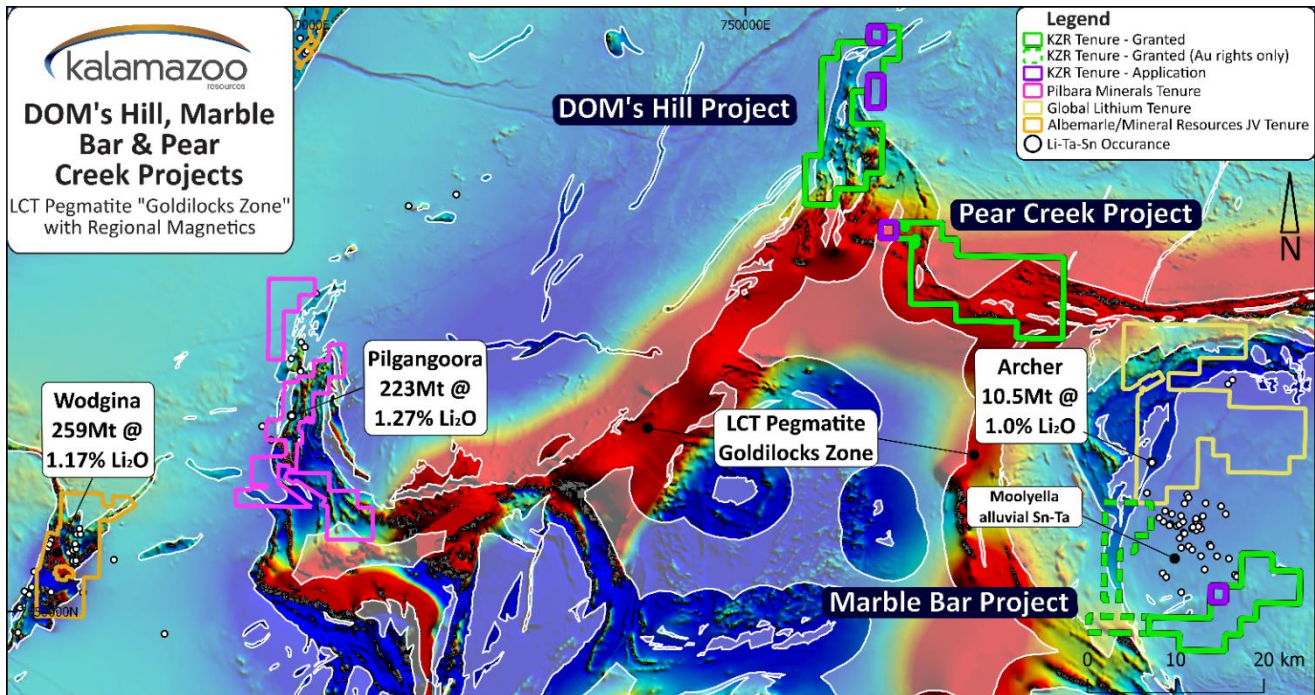 kalamazoo
resources
DOM's Hill, Marble
Bar & Pear
Creek Projects
LCT Pegmatite "Goldilocks Zone"
with Regional Magnetics
750000E
Legend
KZR Tenure - Granted
KZR Tenure - Granted (Au rights only)
KZR Tenure - Application
Pilbara Minerals Tenure
Global Lithium Tenure
Albemarle/Mineral Resources JV Tenure
Li-Ta-Sn Occurance
N
DOM's Hill Project
Pear Creek Project
Pilgangoora
223Mt @
1.27% Li₂O
Wodgina
259Mt @
1.17% Li₂O
Archer
10.5Mt @
1.0% Li₂O
LCT Pegmatite
Goldilocks Zone
Moolyella
alluvial Sn-Ta
Marble Bar Project
0 10 20 km